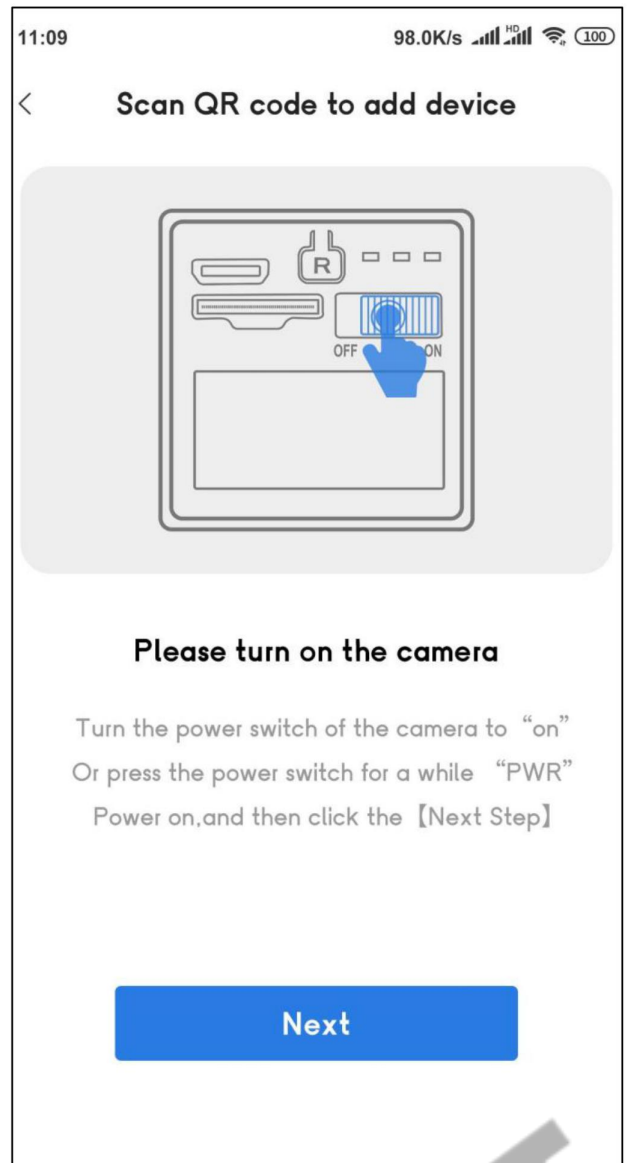 11:09 98.0K/s HD 100
Scan QR code to add device
R
OFF ON
Please turn on the camera
Turn the power switch of the camera to “on”
Or press the power switch for a while “PWR”
Power on,and then click the【Next Step】
Next